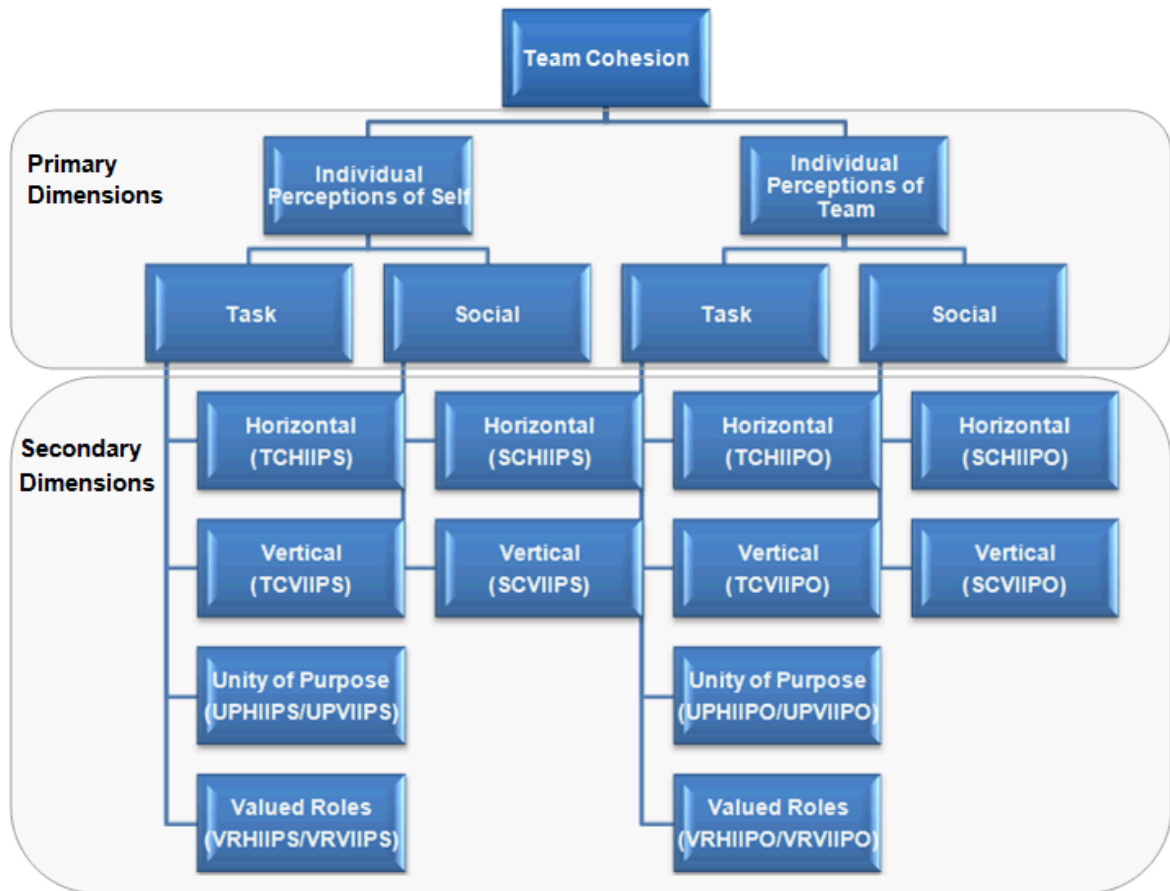 Team Cohesion
Primary
Dimensions
Individual
Perceptions of Self
Individual
Perceptions of
Team
Task
Social
Task
Social
Secondary
Dimensions
Horizontal
(TCHIIPS)
Horizontal
(SCHIIPS)
Horizontal
(TCHIIPO)
Horizontal
(SCHIIPO)
Vertical
(TCVIIPS)
Vertical
(SCVIIPS)
Vertical
(TCVIIPO)
Vertical
(SCVIIPO)
Unity of Purpose
(UPHIIPS/UPVIIPS)
Unity of Purpose
(UPHIIPO/UPVIIPO)
Valued Roles
(VRHIIPS/VRVIIPS)
Valued Roles
(VRHIIPO/VRVIIPO)